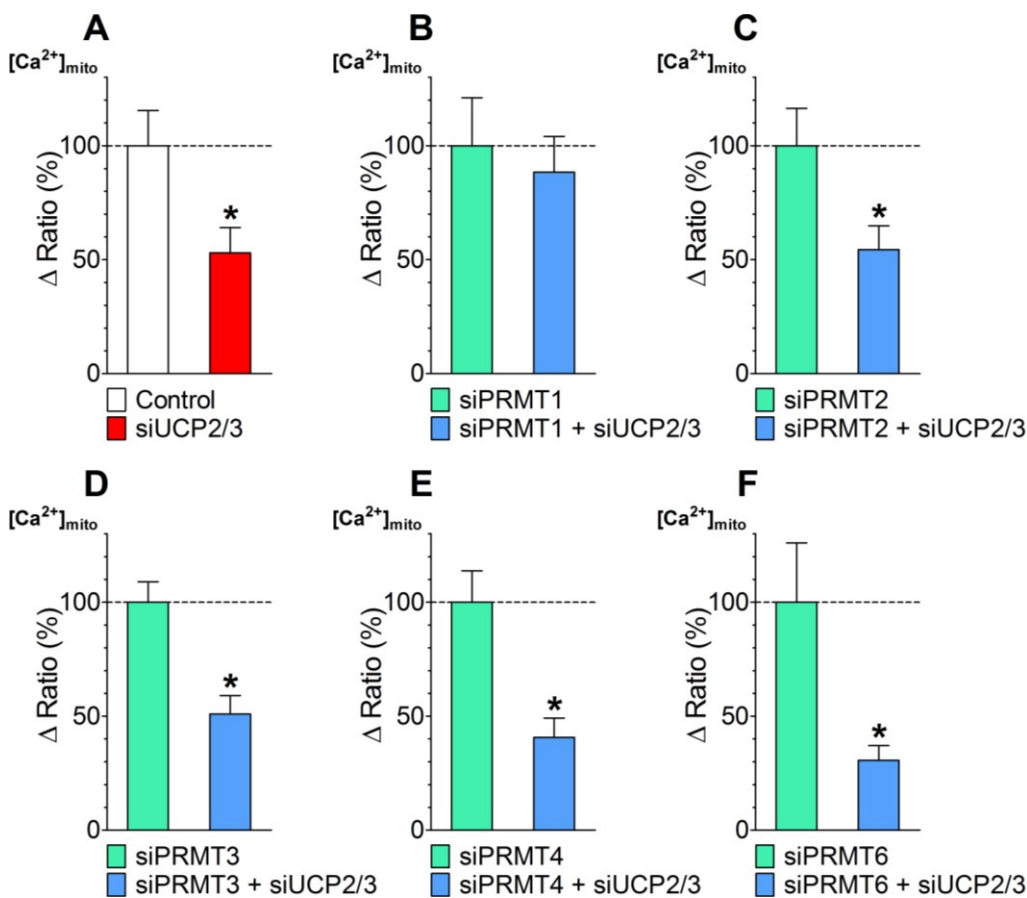 A
[Ca²⁺]mito
Δ Ratio (%)
100
50
0
*
Control
siUCP2/3
B
[Ca²⁺]mito
Δ Ratio (%)
100
50
0
siPRMT1
siPRMT1 + siUCP2/3
C
[Ca²⁺]mito
Δ Ratio (%)
100
50
0
*
siPRMT2
siPRMT2 + siUCP2/3
D
[Ca²⁺]mito
Δ Ratio (%)
100
50
0
*
siPRMT3
siPRMT3 + siUCP2/3
E
[Ca²⁺]mito
Δ Ratio (%)
100
50
0
*
siPRMT4
siPRMT4 + siUCP2/3
F
[Ca²⁺]mito
Δ Ratio (%)
100
50
0
*
siPRMT6
siPRMT6 + siUCP2/3